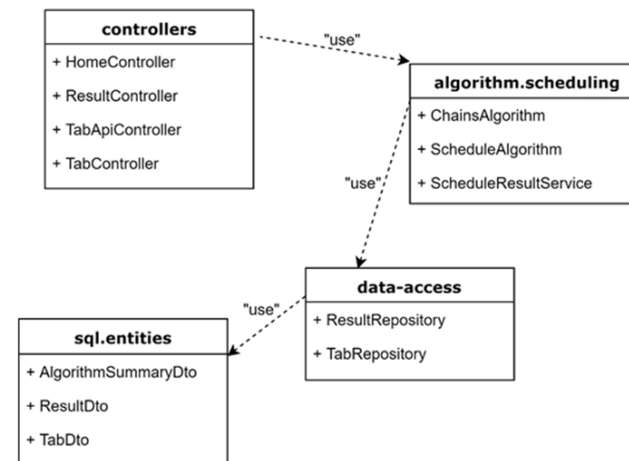 controllers
+ HomeController
+ ResultController
+ TabApiController
+ TabController
"use"
algorithm.scheduling
+ ChainsAlgorithm
+ ScheduleAlgorithm
+ ScheduleResultService
"use"
data-access
+ ResultRepository
+ TabRepository
"use"
sql.entities
+ AlgorithmSummaryDto
+ ResultDto
+ TabDto